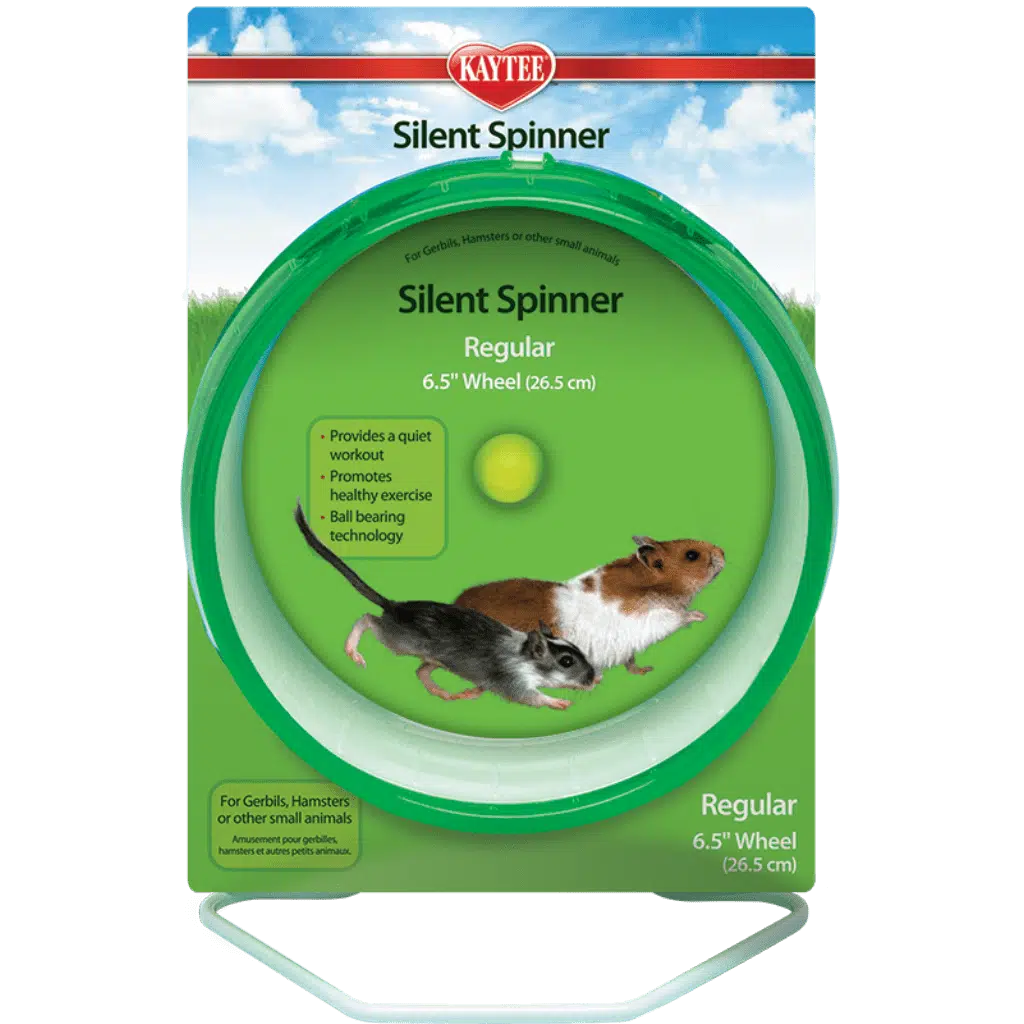 KAYTEE
Silent Spinner
For Gerbils, Hamsters or other small animals
Silent Spinner
Regular
6.5" Wheel (26.5 cm)
• Provides a quiet
workout
• Promotes
healthy exercise
• Ball bearing
technology
For Gerbils, Hamsters
or other small animals
Amusement pour gerbilles,
hamsters et autres petits animaux.
Regular
6.5" Wheel
(26.5 cm)